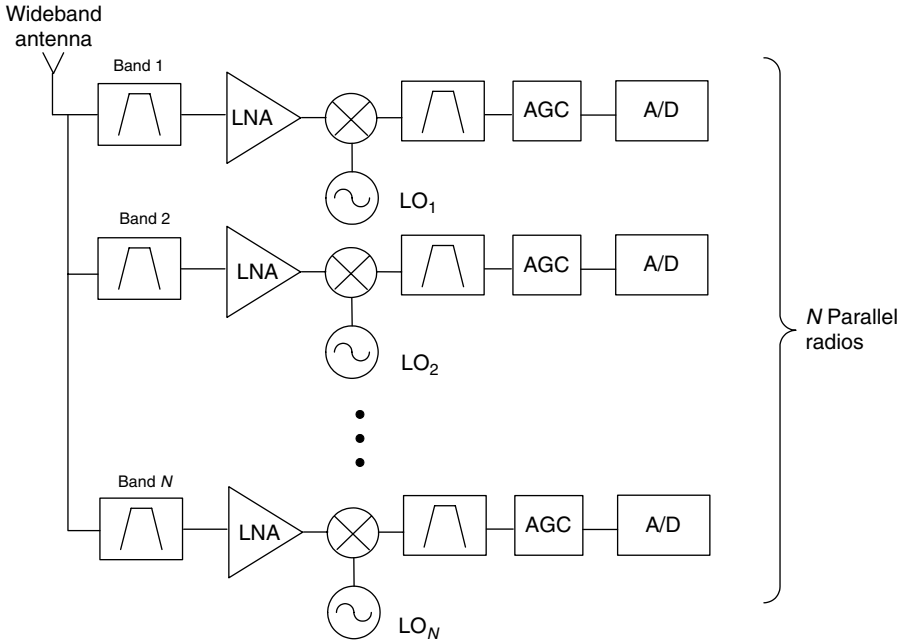 Wideband
antenna
Band 1
LNA
AGC
A/D
LO1
Band 2
LNA
AGC
A/D
LO2
N Parallel
radios
Band N
LNA
AGC
A/D
LON